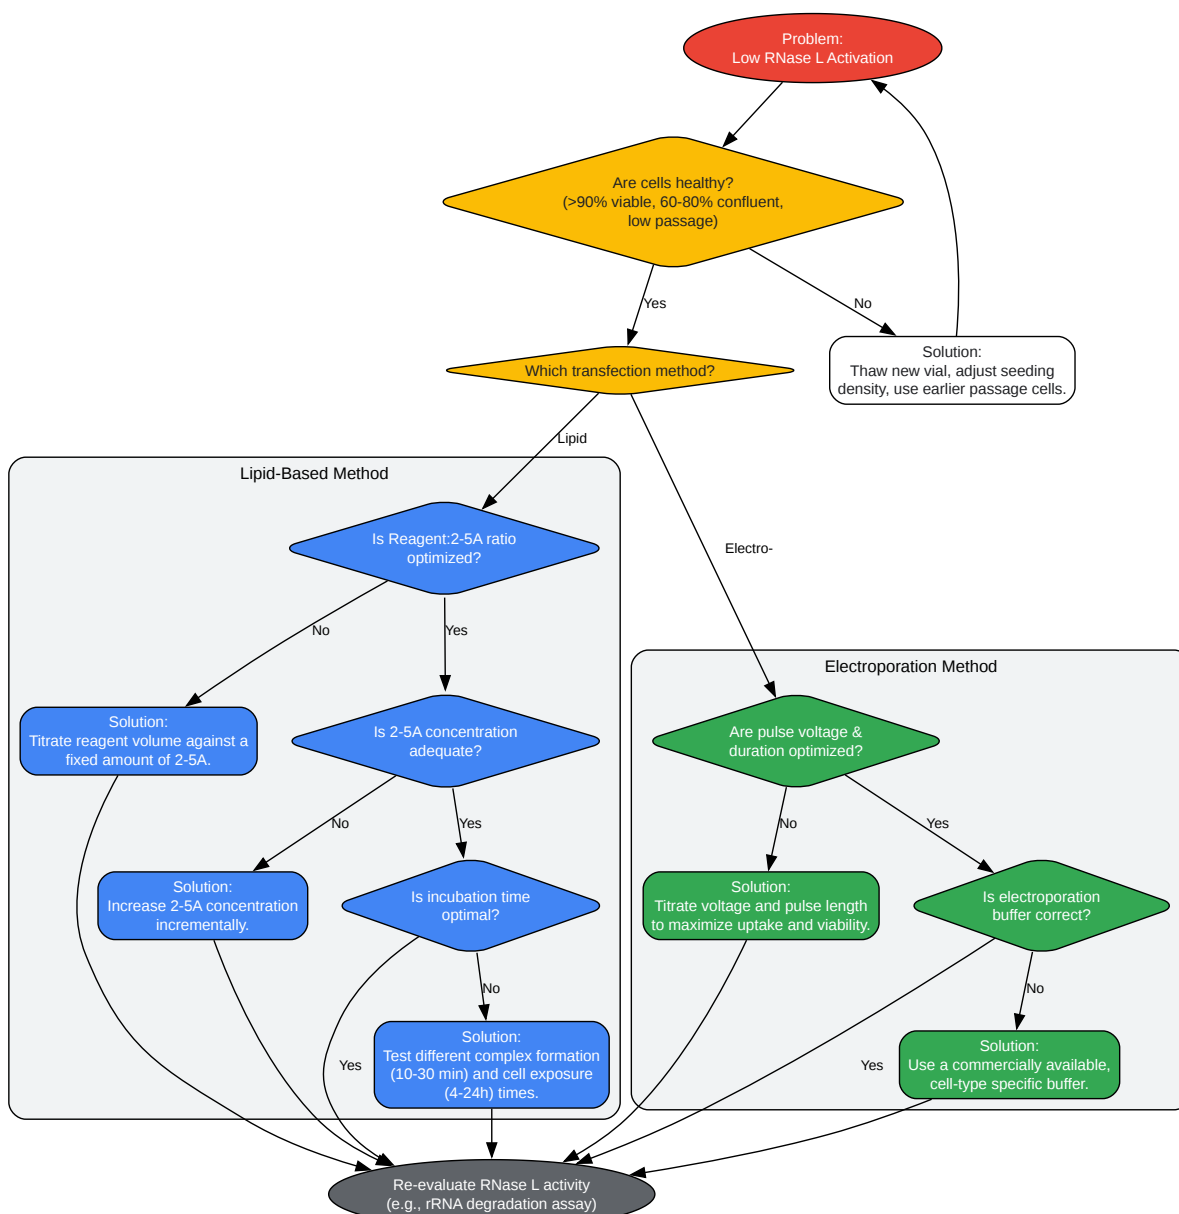 Problem:
Low RNase L Activation
Are cells healthy?
(>90% viable, 60-80% confluent,
low passage)
Yes
No
Solution:
Thaw new vial, adjust seeding
density, use earlier passage cells.
Which transfection method?
Lipid
Electro-
Lipid-Based Method
Is Reagent:2-5A ratio
optimized?
No
Yes
Solution:
Titrate reagent volume against a
fixed amount of 2-5A.
Is 2-5A concentration
adequate?
No
Yes
Solution:
Increase 2-5A concentration
incrementally.
Is incubation time
optimal?
No
Yes
Solution:
Test different complex formation
(10-30 min) and cell exposure
(4-24h) times.
Electroporation Method
Are pulse voltage &
duration optimized?
No
Yes
Solution:
Titrate voltage and pulse length
to maximize uptake and viability.
Is electroporation
buffer correct?
No
Yes
Solution:
Use a commercially available,
cell-type specific buffer.
Re-evaluate RNase L activity
(e.g., rRNA degradation assay)